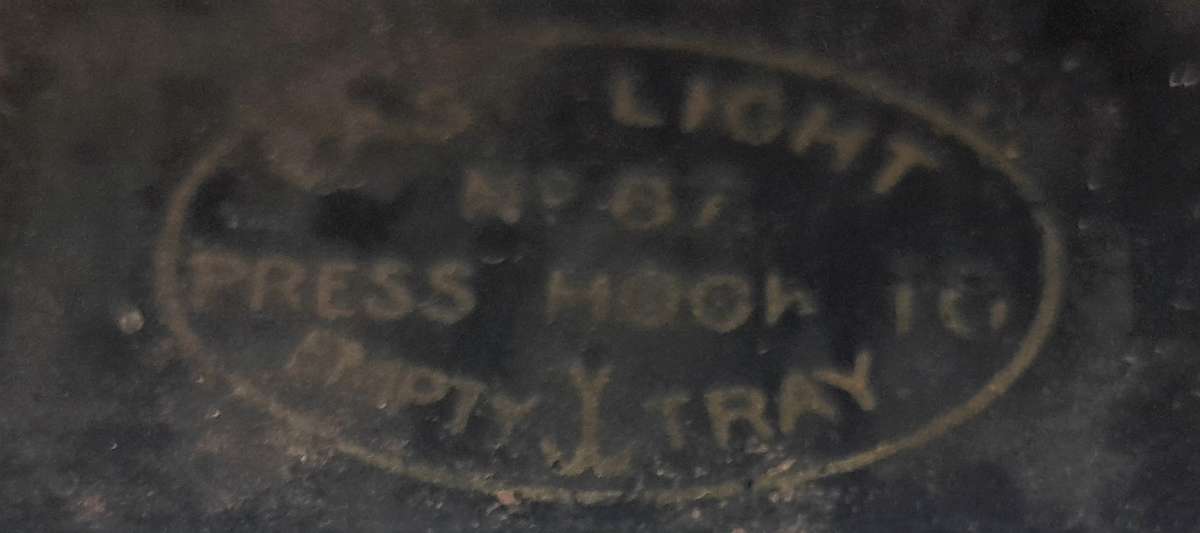 LIGHT
No 87
PRESS HOOK TO
EMPTY TRAY